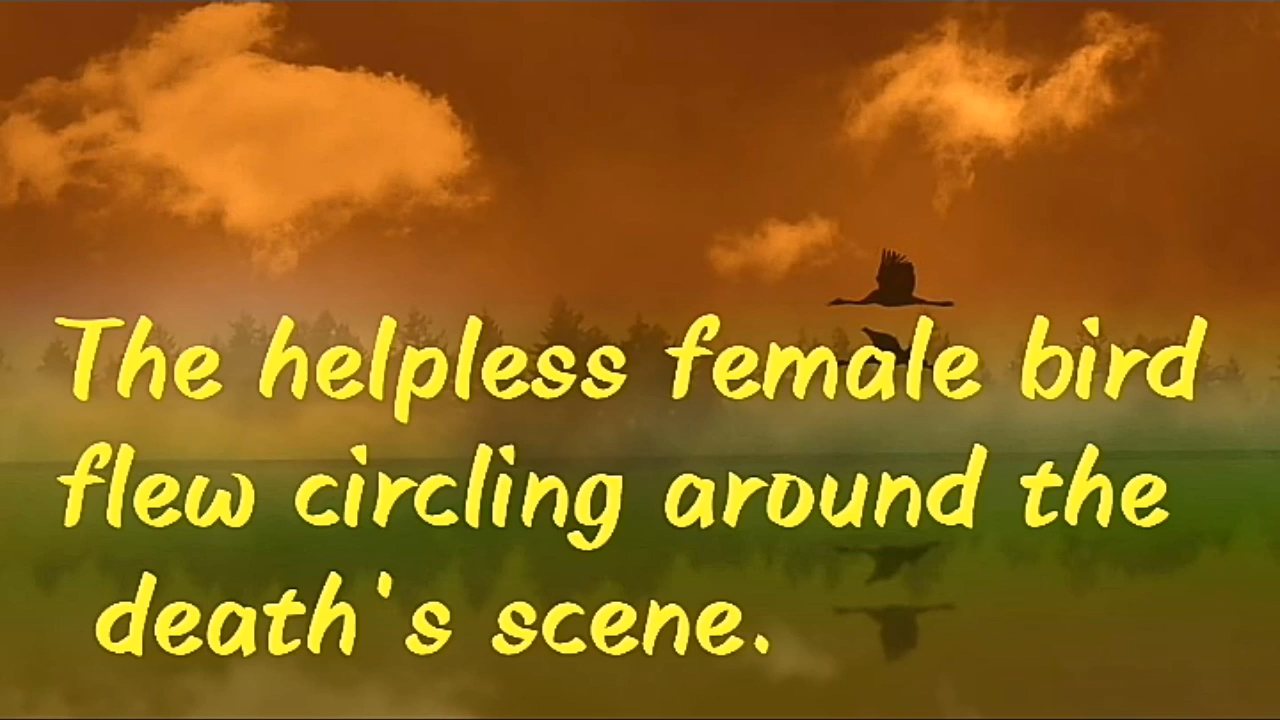 The helpless female bird
flew circling around the
death's scene.